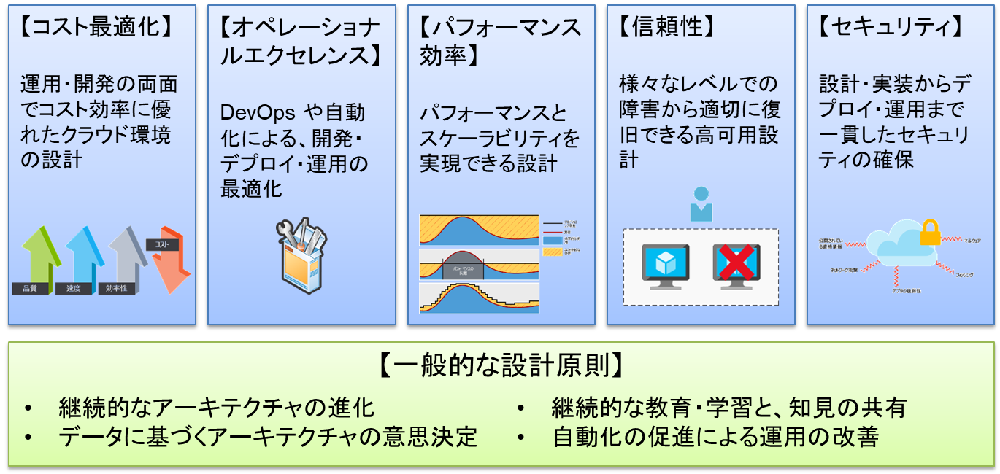 【コスト最適化】
運用・開発の両面
でコスト効率に優
れたクラウド環境
の設計
品質
速度
効率性
コスト
【オペレーショナ
ルエクセレンス】
DevOps や自動
化による、開発・
デプロイ・運用の
最適化
【パフォーマンス
効率】
パフォーマンスと
スケーラビリティを
実現できる設計
パフォーマンスの
【信頼性】
様々なレベルでの
障害から適切に復
旧できる高可用設
計
【セキュリティ】
設計・実装からデ
プロイ・運用まで
一貫したセキュリ
ティの確保
公開されてい
る資格情報
マルウェア
ネットワーク攻撃
フィッシング
アプリの脆弱性
【一般的な設計原則】
• 継続的なアーキテクチャの進化
• データに基づくアーキテクチャの意思決定
• 継続的な教育・学習と、知見の共有
• 自動化の促進による運用の改善